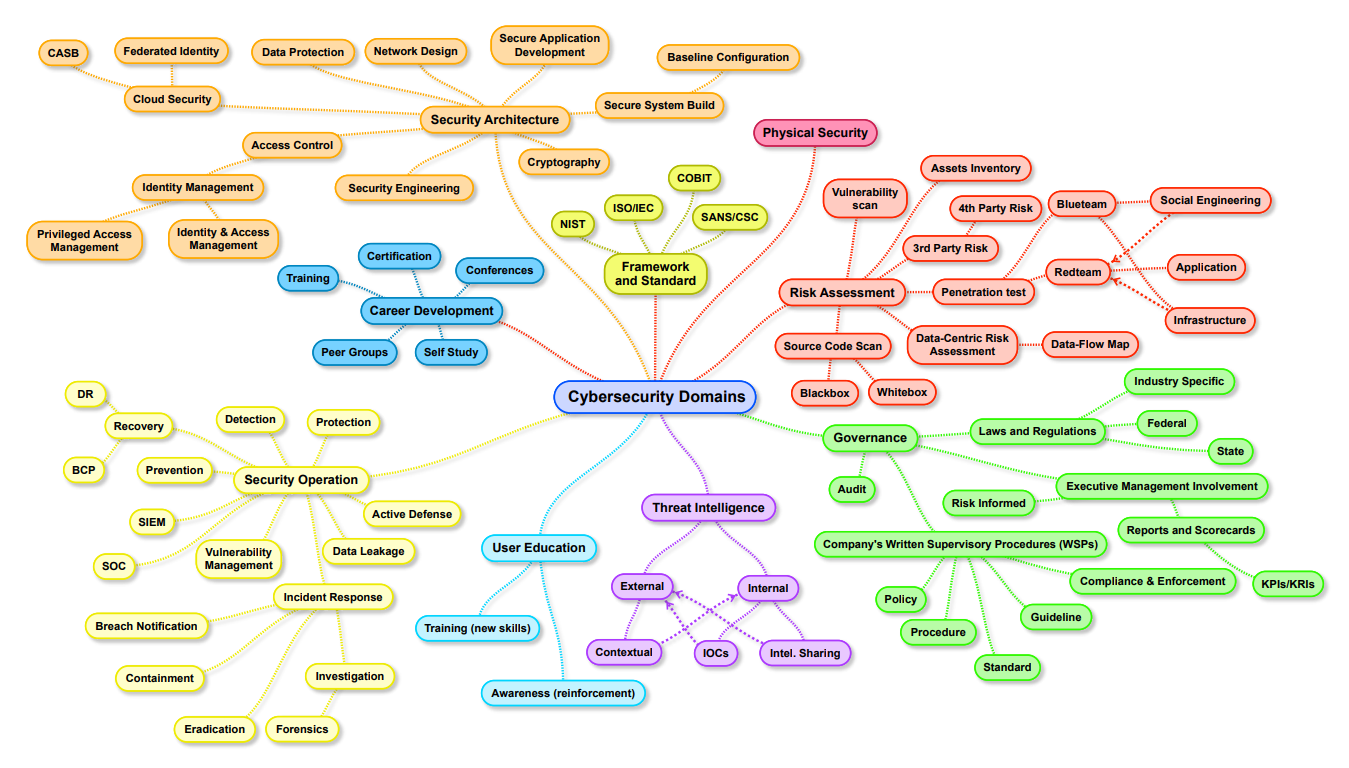 CASB
Federated Identity
Data Protection
Network Design
Secure Application
Development
Baseline Configuration
Cloud Security
Security Architecture
Secure System Build
Access Control
Cryptography
Identity Management
Security Engineering
Privileged Access
Management
Identity & Access
Management
Physical Security
NIST
ISO/IEC
COBIT
SANS/CSC
Framework
and Standard
Training
Certification
Conferences
Career Development
Peer Groups
Self Study
Vulnerability
scan
Assets Inventory
4th Party Risk
3rd Party Risk
Blueteam
Social Engineering
Risk Assessment
Penetration test
Redteam
Application
Infrastructure
Source Code Scan
Data-Centric Risk
Assessment
Data-Flow Map
Blackbox
Whitebox
Cybersecurity Domains
DR
Recovery
BCP
Detection
Protection
Prevention
Security Operation
SIEM
SOC
Vulnerability
Management
Active Defense
Data Leakage
Incident Response
Breach Notification
Containment
Eradication
Investigation
Forensics
User Education
Training (new skills)
Awareness (reinforcement)
Threat Intelligence
External
Internal
Contextual
IOCs
Intel. Sharing
Governance
Industry Specific
Laws and Regulations
Federal
State
Audit
Risk Informed
Executive Management Involvement
Reports and Scorecards
KPIs/KRIs
Company's Written Supervisory Procedures (WSPs)
Compliance & Enforcement
Policy
Procedure
Guideline
Standard